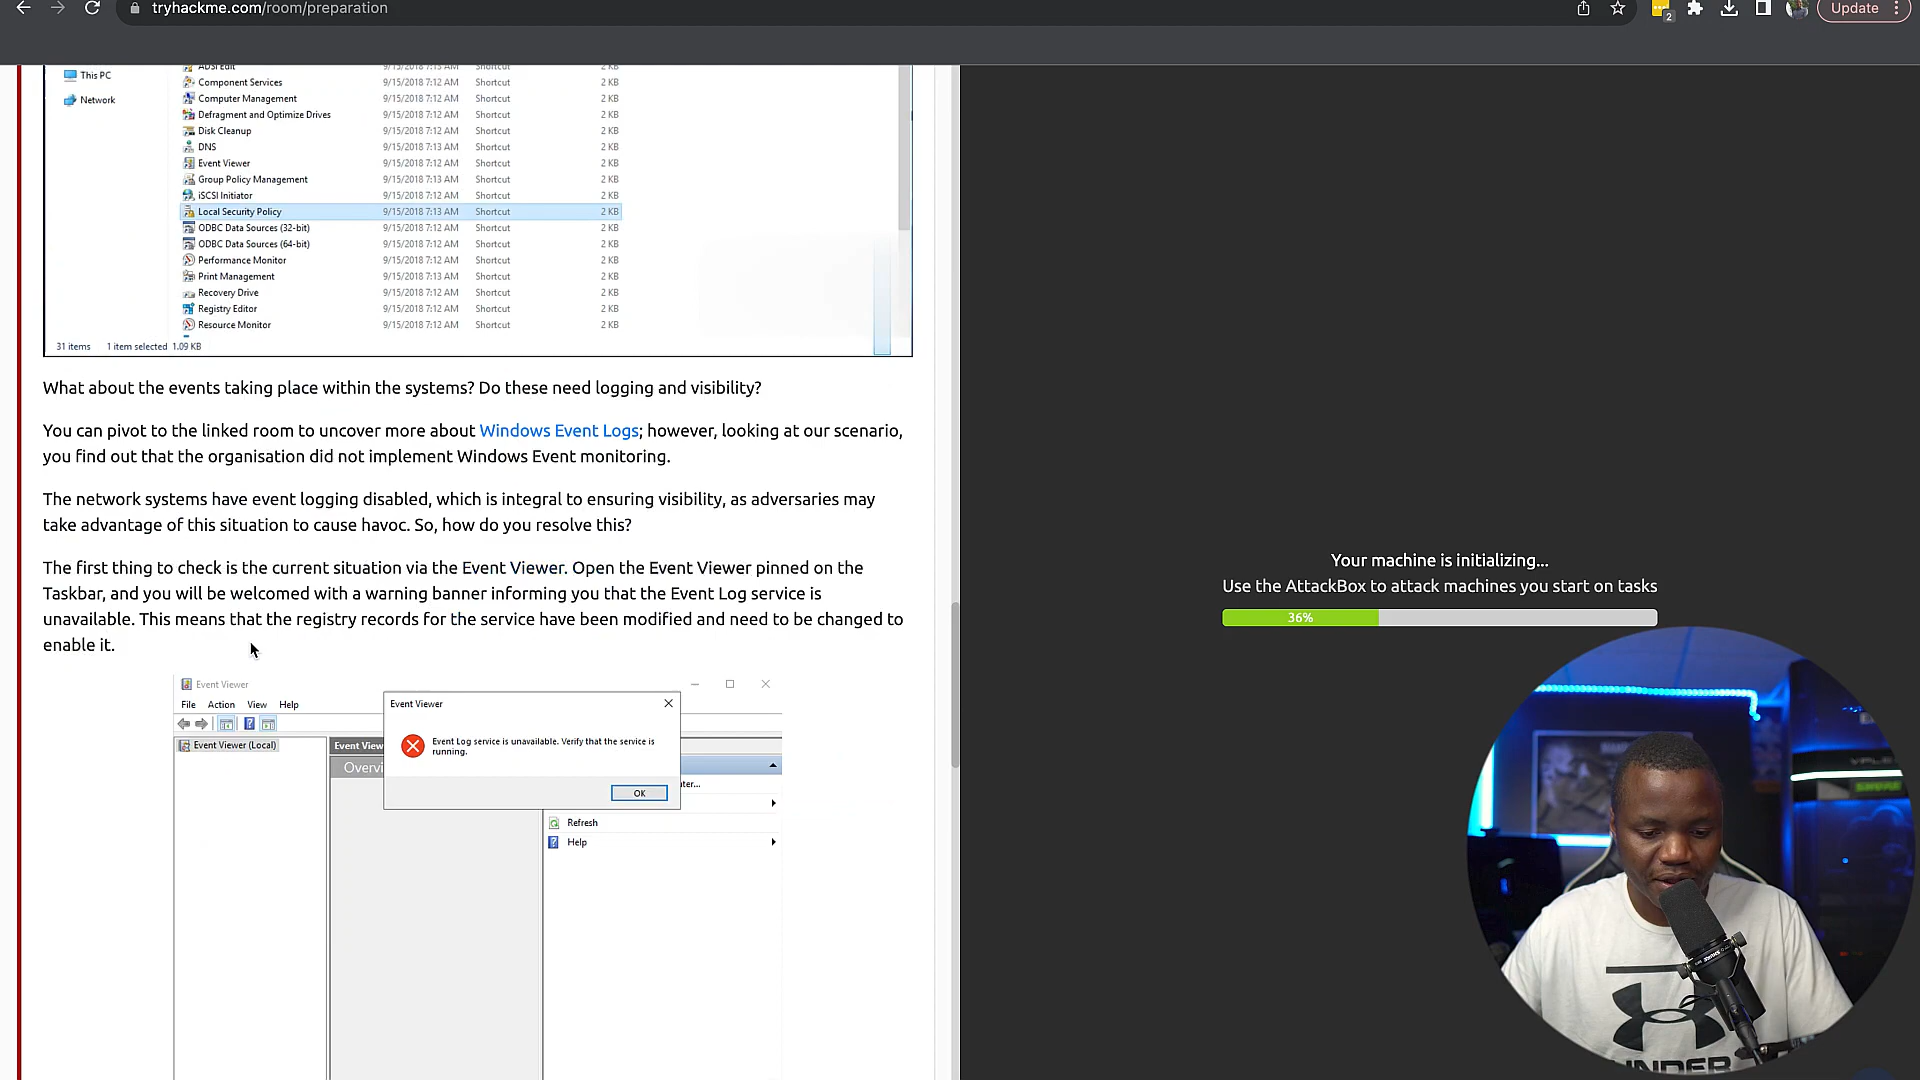 tryhackme.com/room/preparation
2
Update
This PC
Network
ADSI Edit 9/15/2018 7:13 AM Shortcut 2 KB
Component Services 9/15/2018 7:12 AM Shortcut 2 KB
Computer Management 9/15/2018 7:12 AM Shortcut 2 KB
Defragment and Optimize Drives 9/15/2018 7:12 AM Shortcut 2 KB
Disk Cleanup 9/15/2018 7:12 AM Shortcut 2 KB
DNS 9/15/2018 7:13 AM Shortcut 2 KB
Event Viewer 9/15/2018 7:12 AM Shortcut 2 KB
Group Policy Management 9/15/2018 7:13 AM Shortcut 2 KB
iSCSI Initiator 9/15/2018 7:12 AM Shortcut 2 KB
Local Security Policy 9/15/2018 7:13 AM Shortcut 2 KB
ODBC Data Sources (32-bit) 9/15/2018 7:12 AM Shortcut 2 KB
ODBC Data Sources (64-bit) 9/15/2018 7:12 AM Shortcut 2 KB
Performance Monitor 9/15/2018 7:12 AM Shortcut 2 KB
Print Management 9/15/2018 7:13 AM Shortcut 2 KB
Recovery Drive 9/15/2018 7:12 AM Shortcut 2 KB
Registry Editor 9/15/2018 7:12 AM Shortcut 2 KB
Resource Monitor 9/15/2018 7:12 AM Shortcut 2 KB
31 items 1 item selected 1.09 KB
What about the events taking place within the systems? Do these need logging and visibility?
You can pivot to the linked room to uncover more about Windows Event Logs; however, looking at our scenario,
you find out that the organisation did not implement Windows Event monitoring.
The network systems have event logging disabled, which is integral to ensuring visibility, as adversaries may
take advantage of this situation to cause havoc. So, how do you resolve this?
The first thing to check is the current situation via the Event Viewer. Open the Event Viewer pinned on the
Taskbar, and you will be welcomed with a warning banner informing you that the Event Log service is
unavailable. This means that the registry records for the service have been modified and need to be changed to
enable it.
Event Viewer
File Action View Help
Event Viewer (Local)
Event View
Overvi
Event Viewer
Event Log service is unavailable. Verify that the service is
running.
OK
ter...
Refresh
Help
Your machine is initializing...
Use the AttackBox to attack machines you start on tasks
36%
SHURE
UNDER